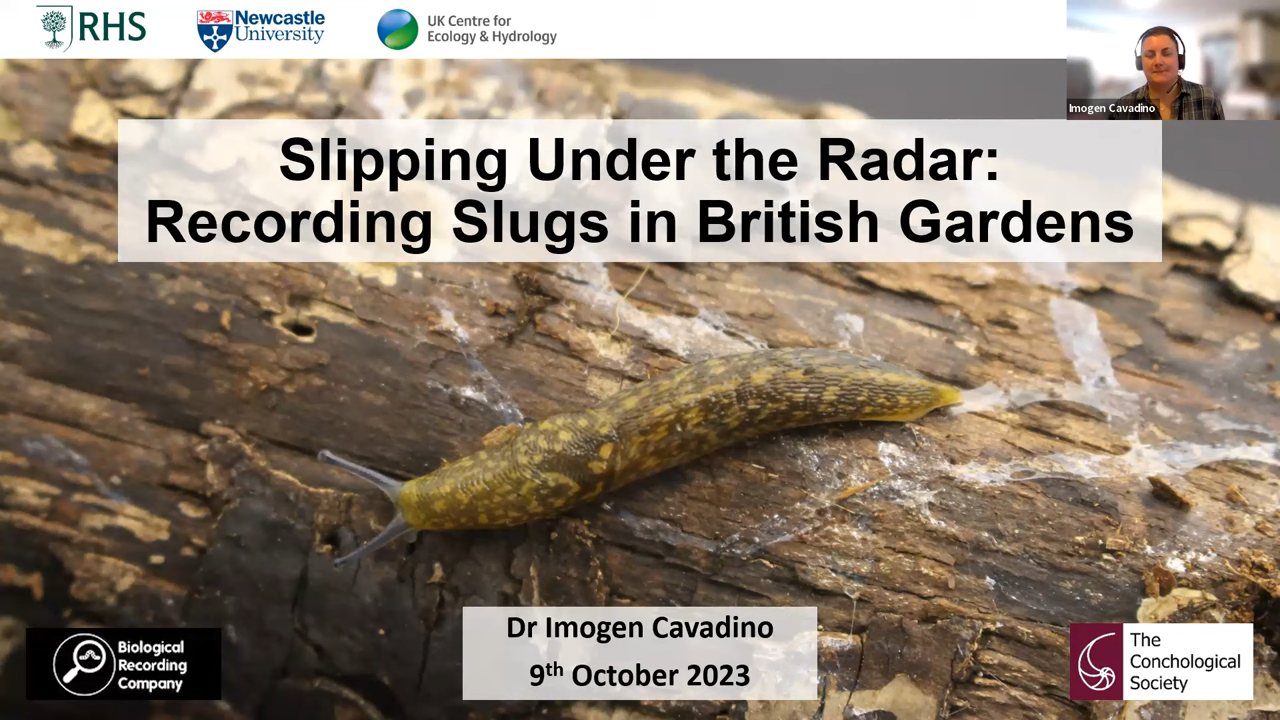 RHS
Newcastle
University
UK Centre for
Ecology & Hydrology
Imogen Cavadino
Slipping Under the Radar:
Recording Slugs in British Gardens
Dr Imogen Cavadino
9th October 2023
Biological
Recording
Company
The
Conchological
Society